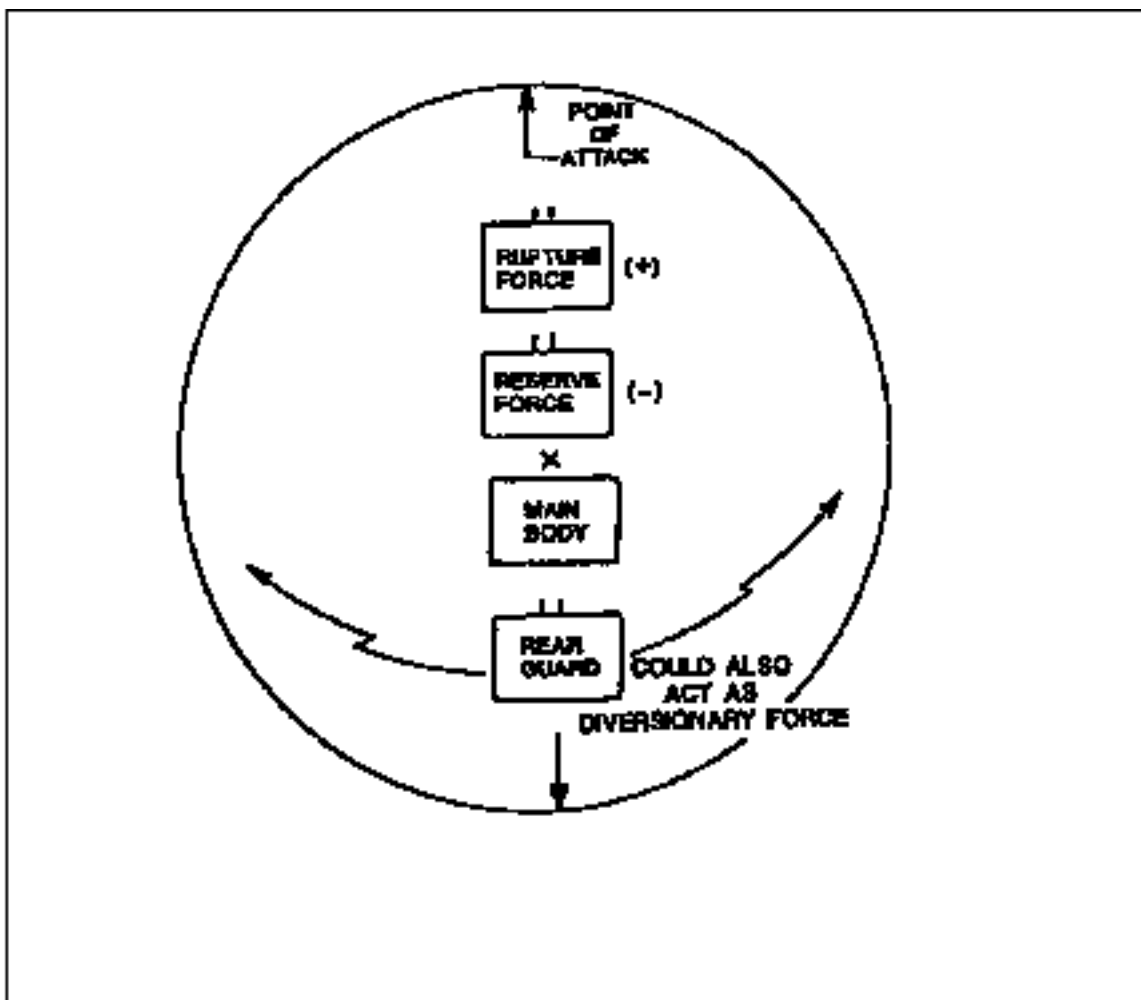 POINT
OF
ATTACK
RUPTURE
FORCE
(+)
RESERVE
FORCE
(-)
X
MAIN
BODY
REAR
GUARD
COULD ALSO
ACT AS
DIVERSIONARY FORCE